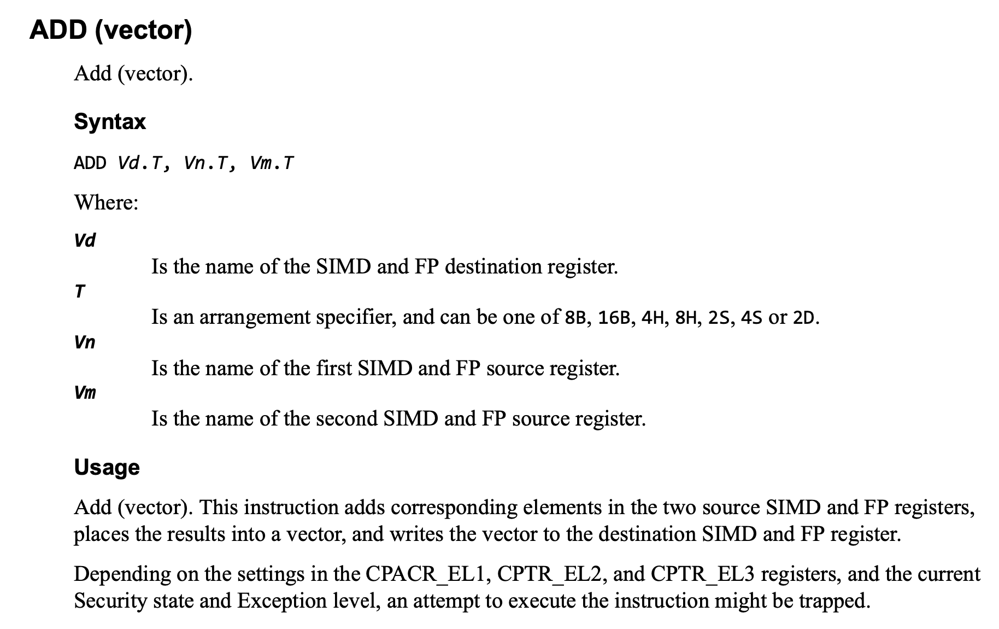 ADD (vector)
Add (vector).
Syntax
ADD Vd.T, Vn.T, Vm.T
Where:
Vd
Is the name of the SIMD and FP destination register.
T
Is an arrangement specifier, and can be one of 8B, 16B, 4H, 8H, 2S, 4S or 2D.
Vn
Is the name of the first SIMD and FP source register.
Vm
Is the name of the second SIMD and FP source register.
Usage
Add (vector). This instruction adds corresponding elements in the two source SIMD and FP registers,
places the results into a vector, and writes the vector to the destination SIMD and FP register.
Depending on the settings in the CPACR_EL1, CPTR_EL2, and CPTR_EL3 registers, and the current
Security state and Exception level, an attempt to execute the instruction might be trapped.